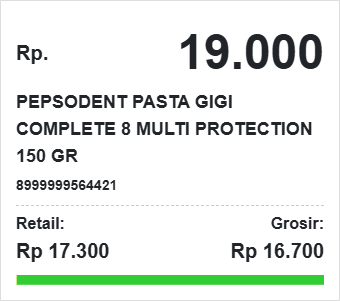 Rp. 19.000
PEPSODENT PASTA GIGI
COMPLETE 8 MULTI PROTECTION
150 GR
8999999564421
Retail: Grosir:
Rp 17.300 Rp 16.700